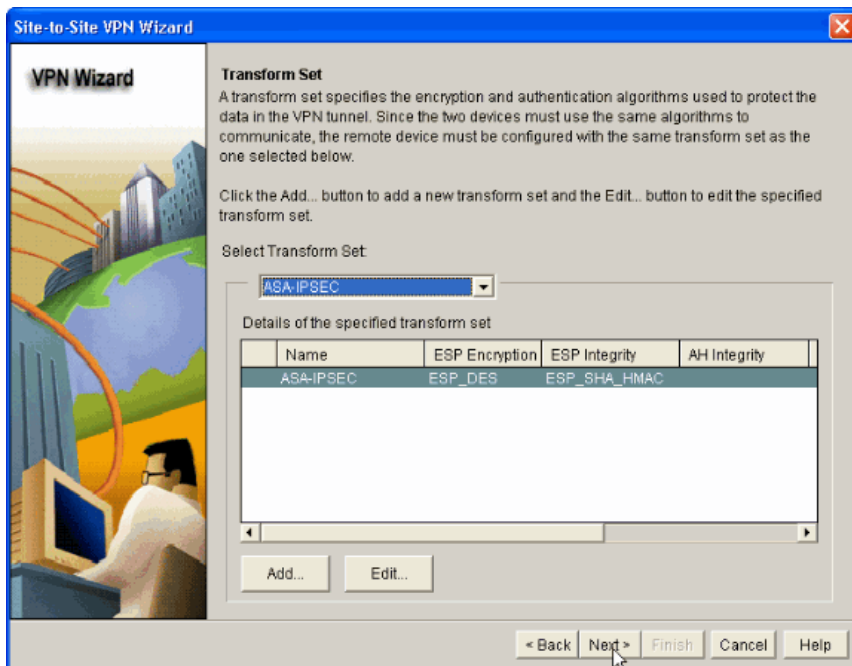 Site-to-Site VPN Wizard
VPN Wizard
Transform Set
A transform set specifies the encryption and authentication algorithms used to protect the
data in the VPN tunnel. Since the two devices must use the same algorithms to
communicate, the remote device must be configured with the same transform set as the
one selected below.
Click the Add... button to add a new transform set and the Edit... button to edit the specified
transform set.
Select Transform Set:
ASA-IPSEC
Details of the specified transform set
Name ESP Encryption ESP Integrity AH Integrity
ASA-IPSEC ESP_DES ESP_SHA_HMAC
Add... Edit...
< Back Next > Finish Cancel Help